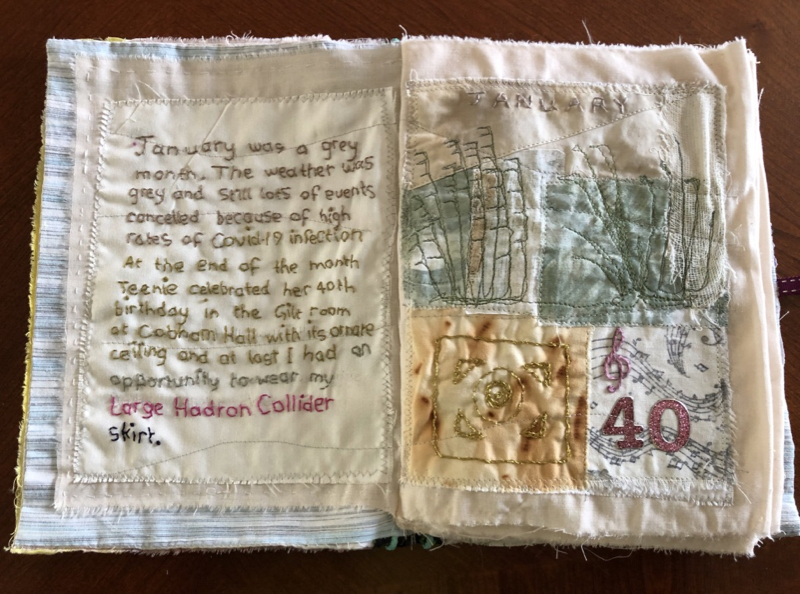 January was a grey
month. The weather was
grey and still lots of events
cancelled because of high
rates of Covid-19 infection
At the end of the month
Teenie celebrated her 40th
birthday in the Gilt room
at Cobham Hall with its ornate
ceiling and at last I had an
opportunity to wear my
Large Hadron Collider
skirt.
JANUARY
40